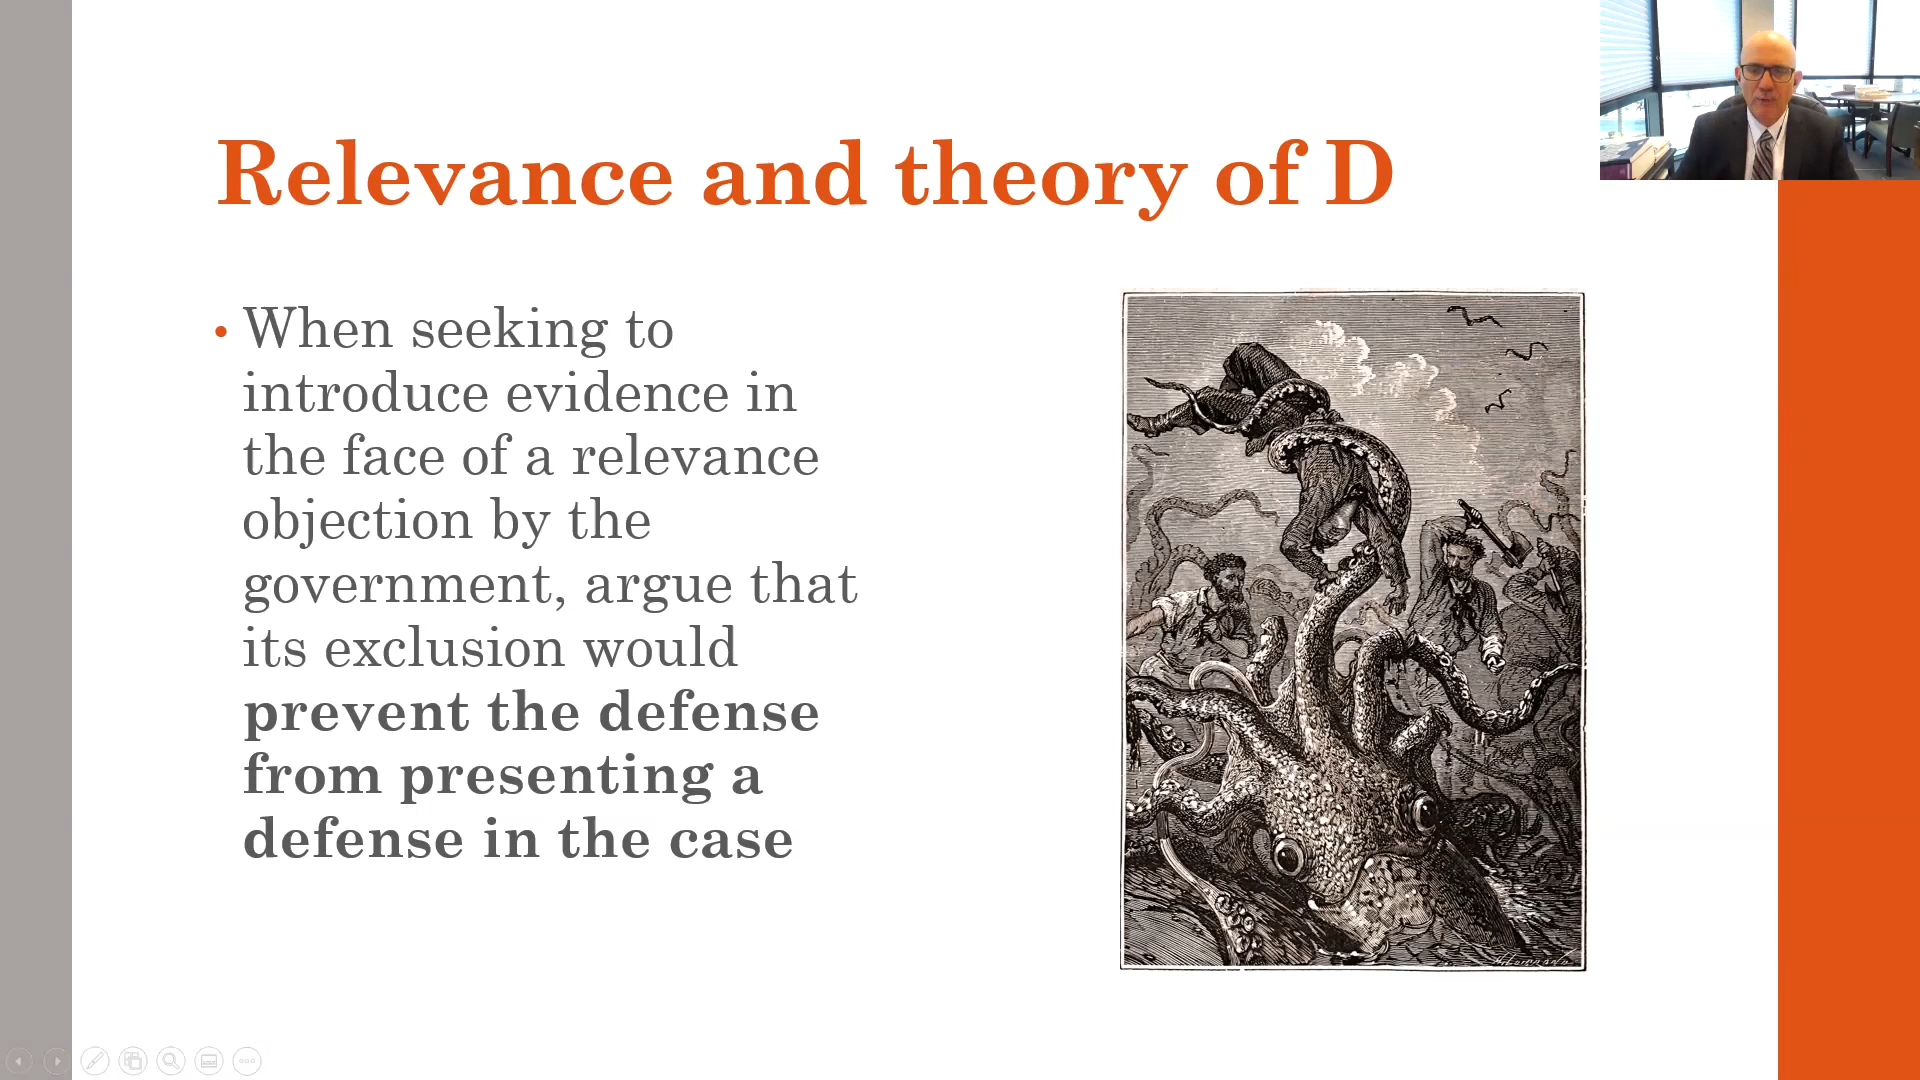 Relevance and theory of D
• When seeking to
introduce evidence in
the face of a relevance
objection by the
government, argue that
its exclusion would
prevent the defense
from presenting a
defense in the case